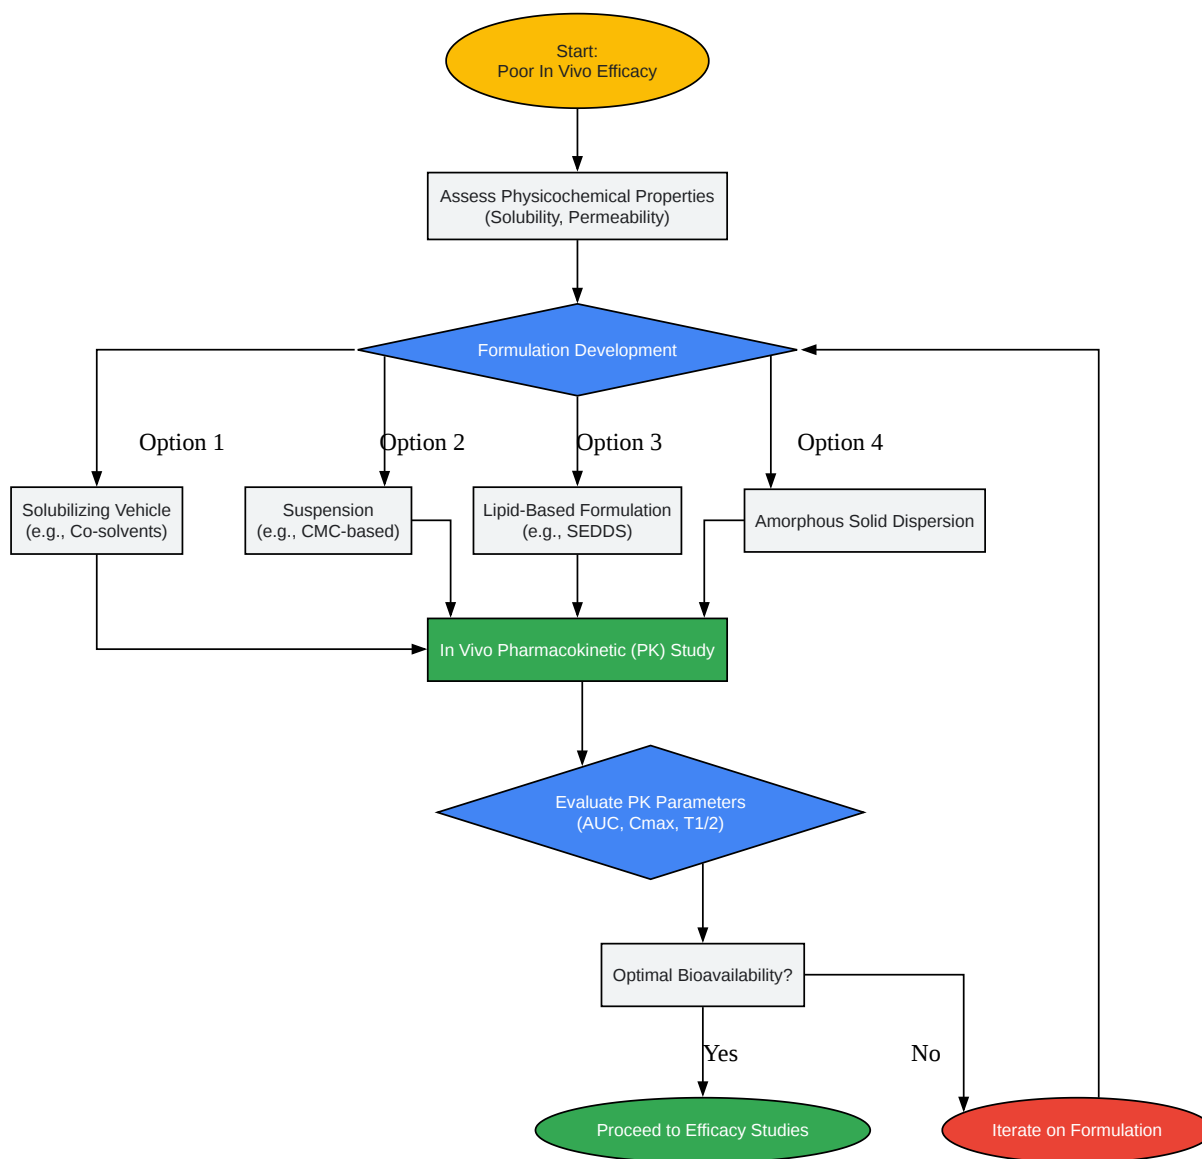 Start:
Poor In Vivo Efficacy
Assess Physicochemical Properties
(Solubility, Permeability)
Formulation Development
Option 1
Option 2
Option 3
Option 4
Solubilizing Vehicle
(e.g., Co-solvents)
Suspension
(e.g., CMC-based)
Lipid-Based Formulation
(e.g., SEDDS)
Amorphous Solid Dispersion
In Vivo Pharmacokinetic (PK) Study
Evaluate PK Parameters
(AUC, Cmax, T1/2)
Optimal Bioavailability?
Yes
No
Proceed to Efficacy Studies
Iterate on Formulation